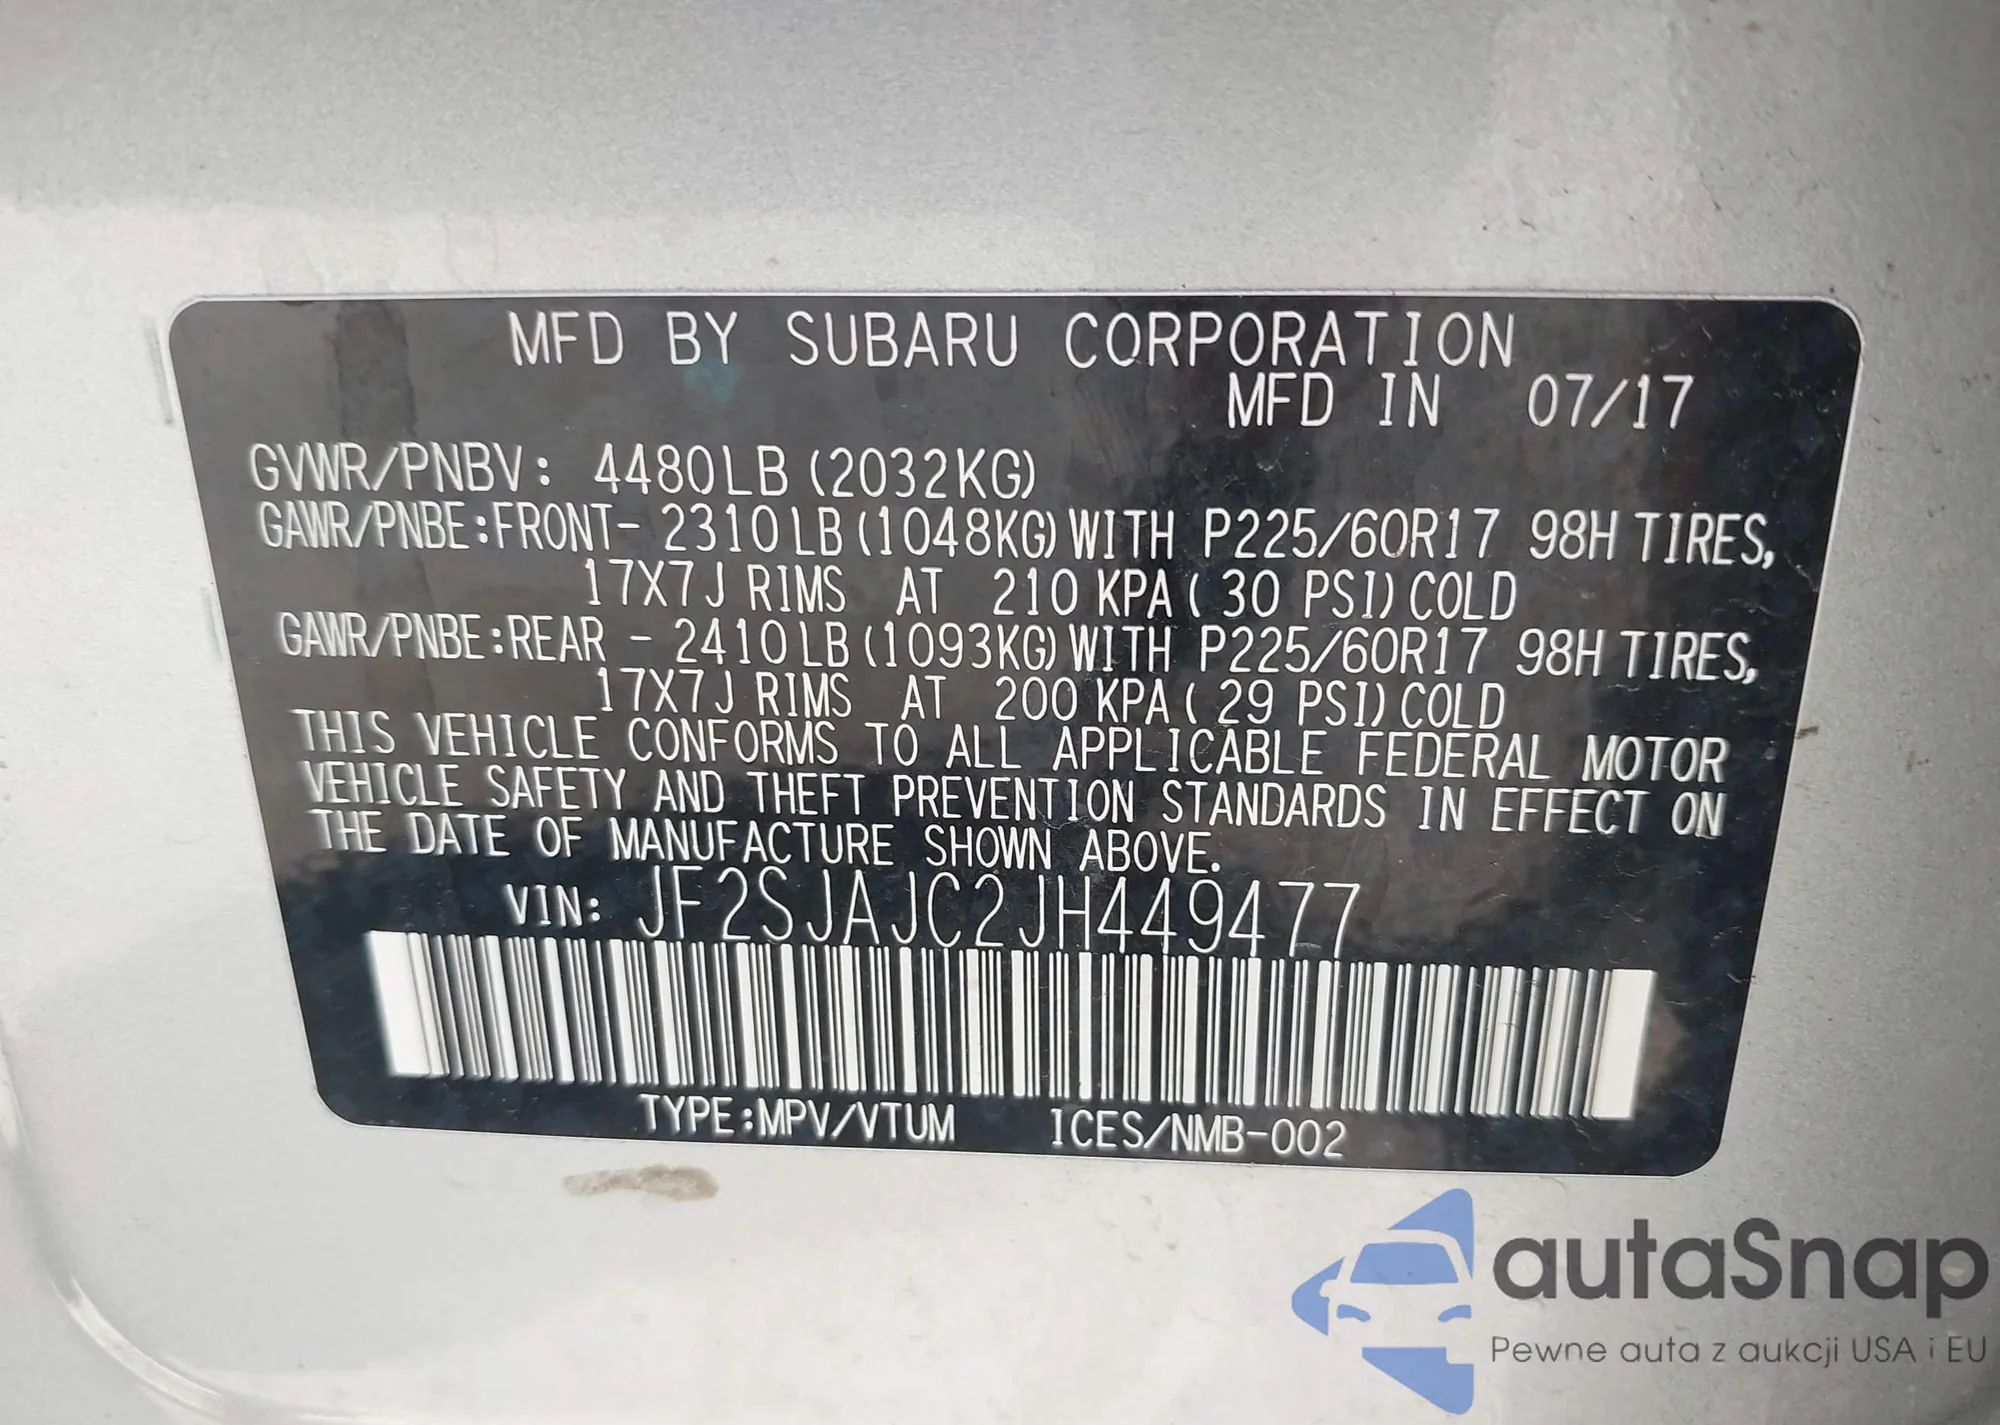 MFD BY SUBARU CORPORATION
MFD IN 07/17
GVWR/PNBV: 4480LB (2032KG)
GAWR/PNBE:FRONT- 2310LB(1048KG)WITH P225/60R17 98H TIRES,
17X7J RIMS AT 210 KPA( 30 PSI)COLD
GAWR/PNBE:REAR - 2410LB(1093KG)WITH P225/60R17 98H TIRES,
17X7J RIMS AT 200 KPA( 29 PSI)COLD
THIS VEHICLE CONFORMS TO ALL APPLICABLE FEDERAL MOTOR
VEHICLE SAFETY AND THEFT PREVENTION STANDARDS IN EFFECT ON
THE DATE OF MANUFACTURE SHOWN ABOVE.
VIN: JF2SJAJC2JH449477
TYPE:MPV/VTUM ICES/NMB-002
autaSnap
Pewne auta z aukcji USA i EU